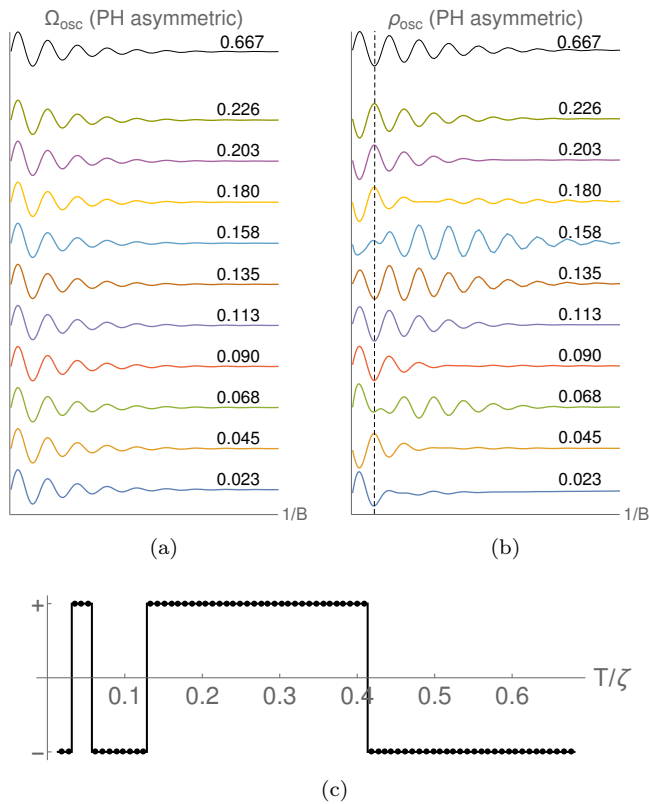 Ω_osc (PH asymmetric)
0.667
0.226
0.203
0.180
0.158
0.135
0.113
0.090
0.068
0.045
0.023
1/B
(a)
ρ_osc (PH asymmetric)
0.667
0.226
0.203
0.180
0.158
0.135
0.113
0.090
0.068
0.045
0.023
1/B
(b)
+
−
0.1 0.2 0.3 0.4 0.5 0.6
T/ζ
(c)